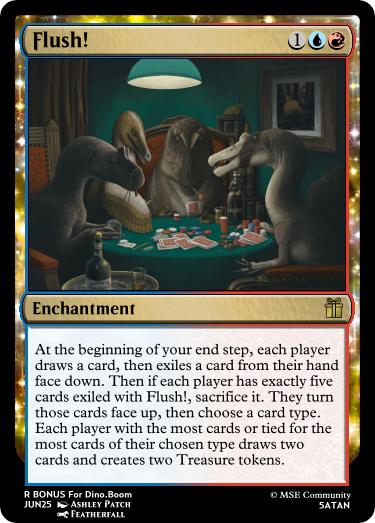 Flush!
1
Enchantment
At the beginning of your end step, each player
draws a card, then exiles a card from their hand
face down. Then if each player has exactly five
cards exiled with Flush!, sacrifice it. They turn
those cards face up, then choose a card type.
Each player with the most cards or tied for the
most cards of their chosen type draws two
cards and creates two Treasure tokens.
R BONUS For Dino.Boom
© MSE Community
JUN25 ASHLEY PATCH
5ATAN
FEATHERFALL